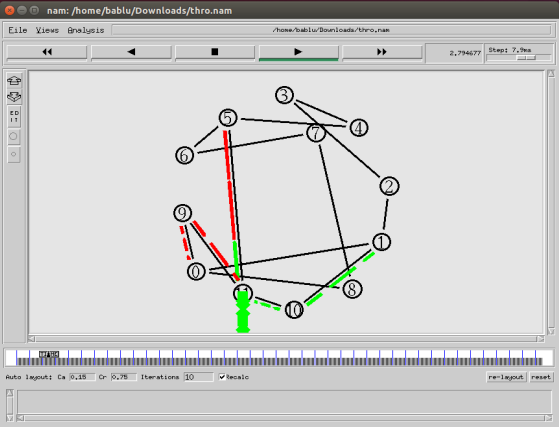 nam: /home/bablu/Downloads/thro.nam
File Views Analysis /home/bablu/Downloads/thro.nam
2.794677 Step: 7.9ms
ED
IT
3
5
4
7
6
2
9
1
0
8
11
10
Auto layout: Ca 0.15 Cr 0.75 Iterations 10 Recalc re-layout reset